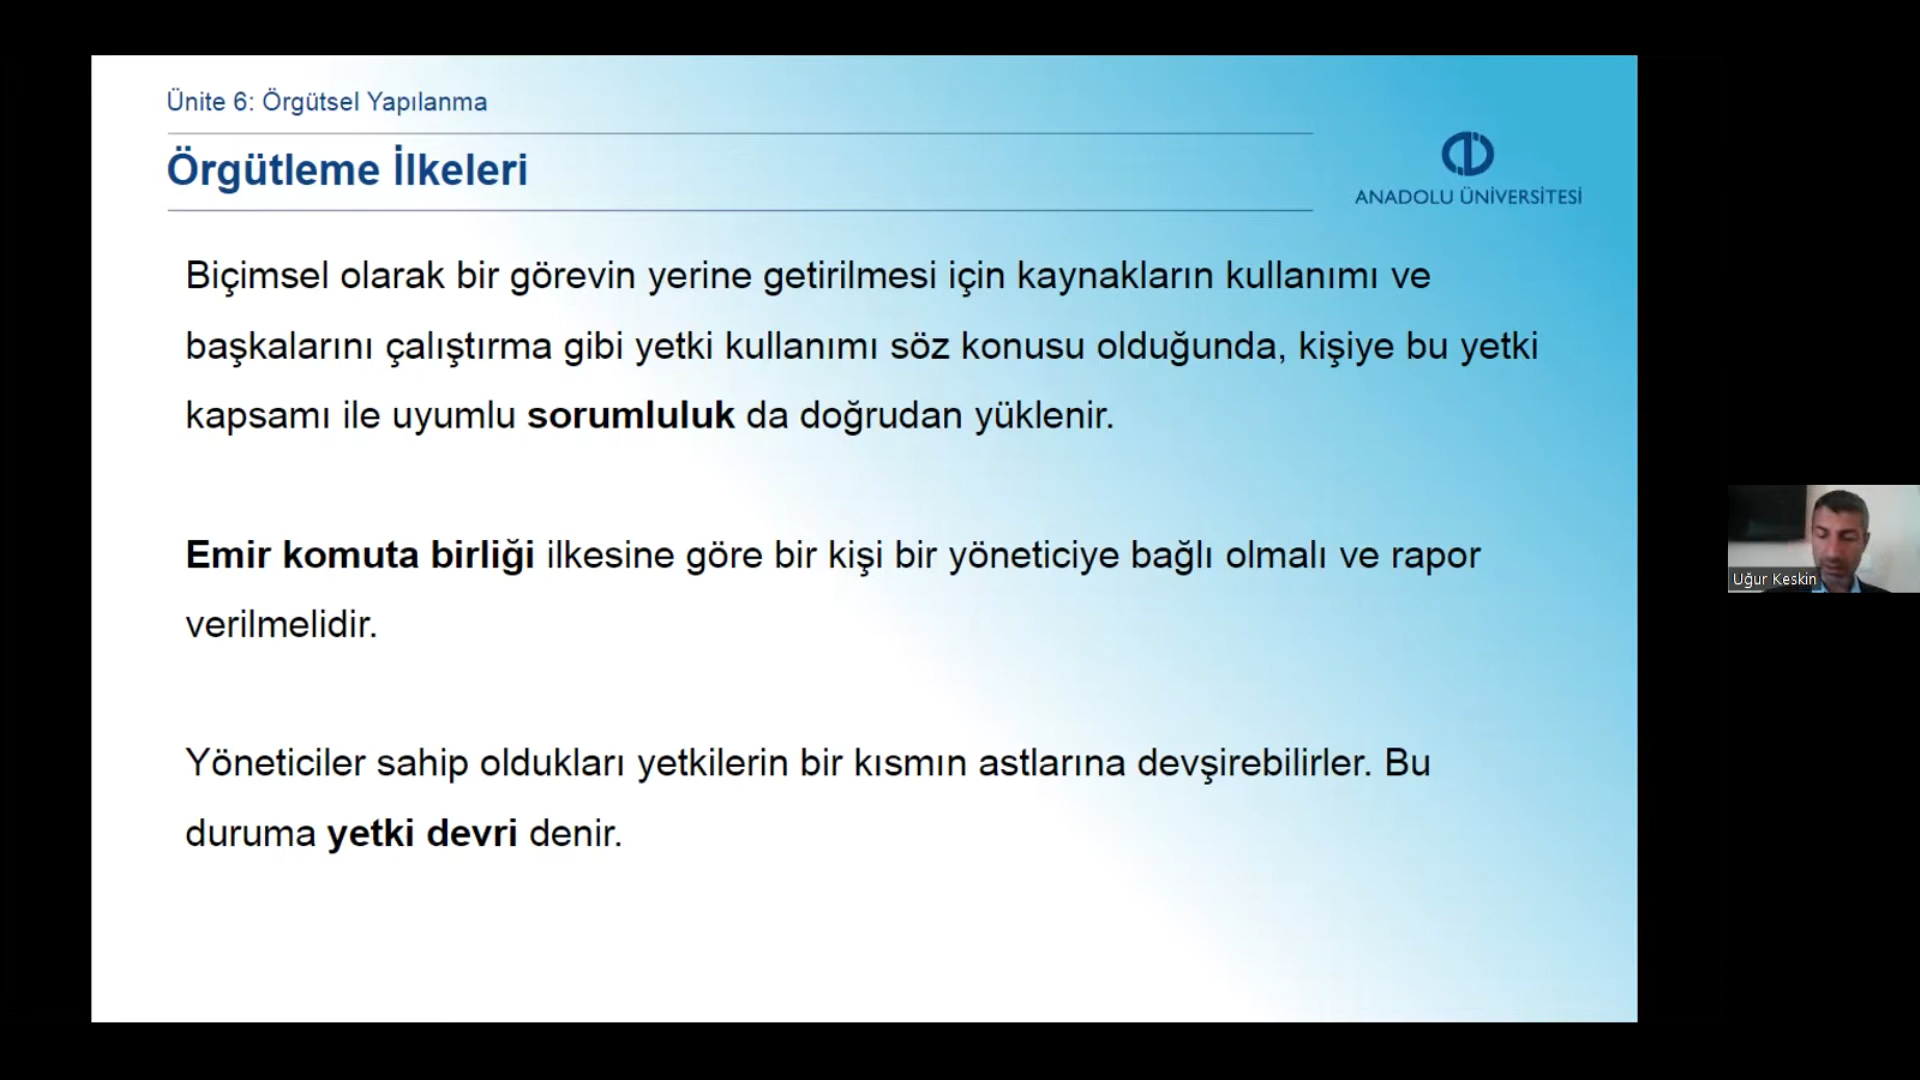 Ünite 6: Örgütsel Yapılanma
Örgütleme İlkeleri
ANADOLU ÜNİVERSİTESİ
Biçimsel olarak bir görevin yerine getirilmesi için kaynakların kullanımı ve
başkalarını çalıştırma gibi yetki kullanımı söz konusu olduğunda, kişiye bu yetki
kapsamı ile uyumlu sorumluluk da doğrudan yüklenir.
Emir komuta birliği ilkesine göre bir kişi bir yöneticiye bağlı olmalı ve rapor
verilmelidir.
Yöneticiler sahip oldukları yetkilerin bir kısmın astlarına devşirebilirler. Bu
duruma yetki devri denir.
Uğur Keskin